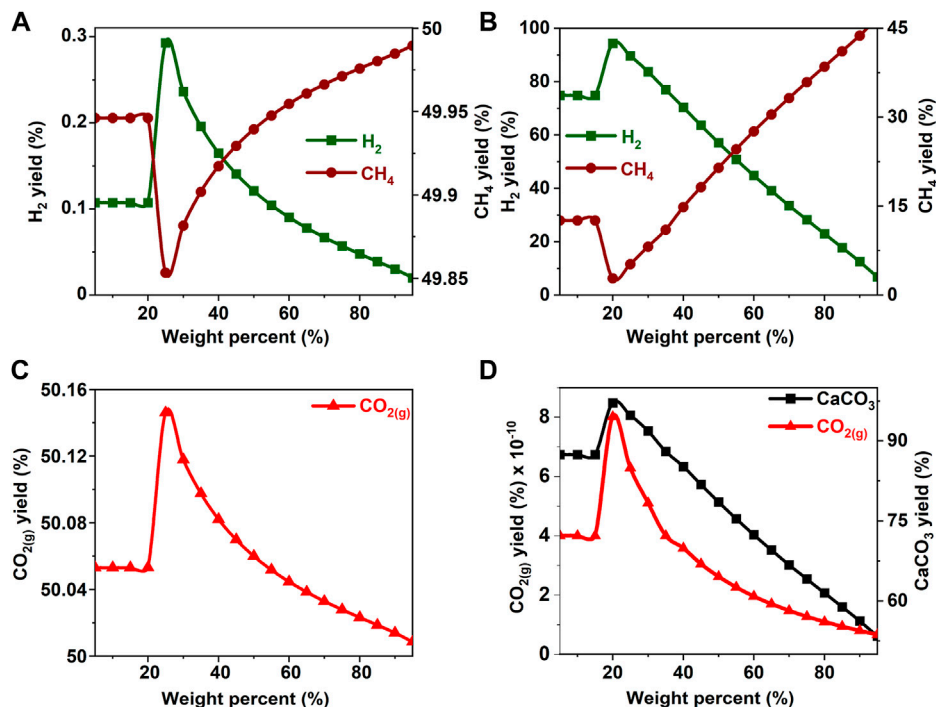 A
H₂ yield (%)
0.3
0.2
0.1
0
50
49.95
49.9
49.85
CH₄ yield (%)
H₂
CH₄
20
40
60
80
Weight percent (%)
B
H₂ yield (%)
100
80
60
40
20
0
45
30
15
0
CH₄ yield (%)
H₂
CH₄
20
40
60
80
Weight percent (%)
C
CO₂(g) yield (%)
50.16
50.12
50.08
50.04
50
CO₂(g)
20
40
60
80
Weight percent (%)
D
CO₂(g) yield (%) x 10⁻¹⁰
8
6
4
2
0
90
75
60
CaCO₃ yield (%)
CaCO₃
CO₂(g)
20
40
60
80
Weight percent (%)